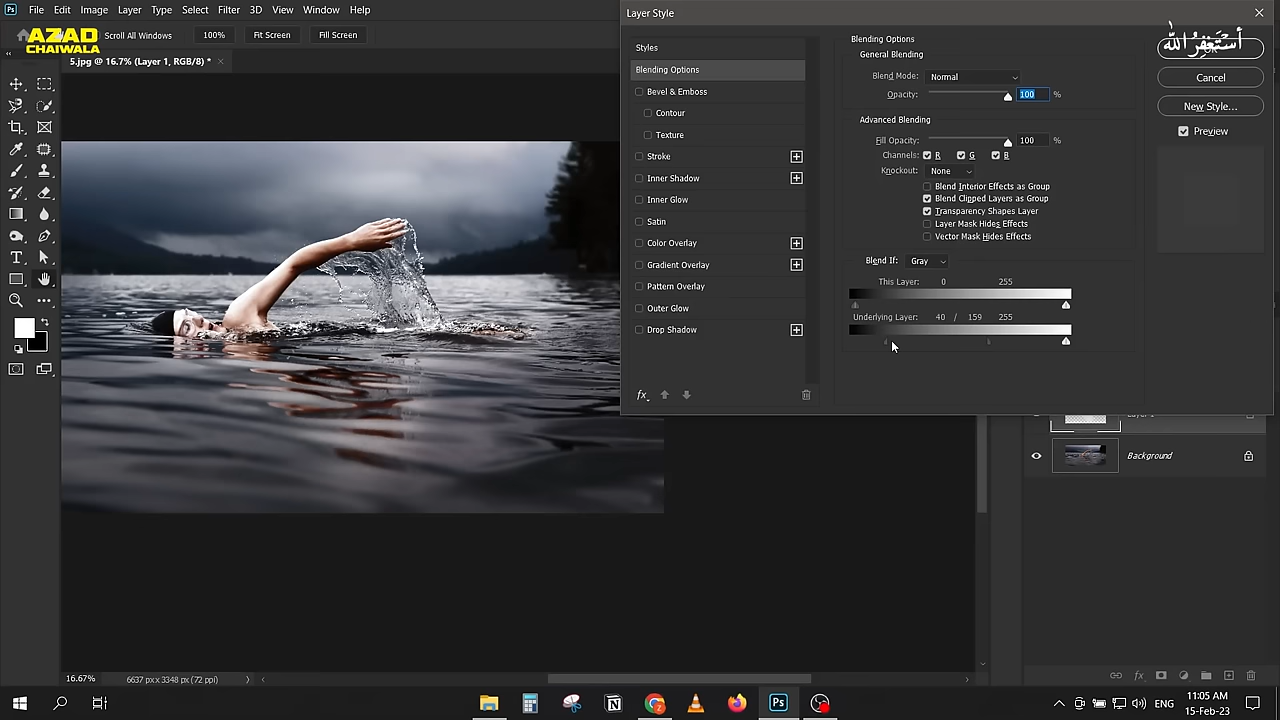 Ps File Edit Image Layer Type Select Filter 3D View Window Help
Layer Style
AZAD
CHAIWALA
Scroll All Windows 100% Fit Screen Fill Screen
5.jpg @ 16.7% (Layer 1, RGB/8) *
Styles
Blending Options
Bevel & Emboss
Contour
Texture
Stroke
Inner Shadow
Inner Glow
Satin
Color Overlay
Gradient Overlay
Pattern Overlay
Outer Glow
Drop Shadow
fx
Blending Options
General Blending
Blend Mode: Normal
Opacity: 100 %
Advanced Blending
Fill Opacity: 100 %
Channels: R G B
Knockout: None
Blend Interior Effects as Group
Blend Clipped Layers as Group
Transparency Shapes Layer
Layer Mask Hides Effects
Vector Mask Hides Effects
Blend If: Gray
This Layer: 0 255
Underlying Layer: 40 / 159 255
أستغفر الله
Cancel
New Style...
Preview
Background
fx
16.67% 6637 px x 3348 px (72 ppi)
Ps
ENG
11:05 AM
15-Feb-23